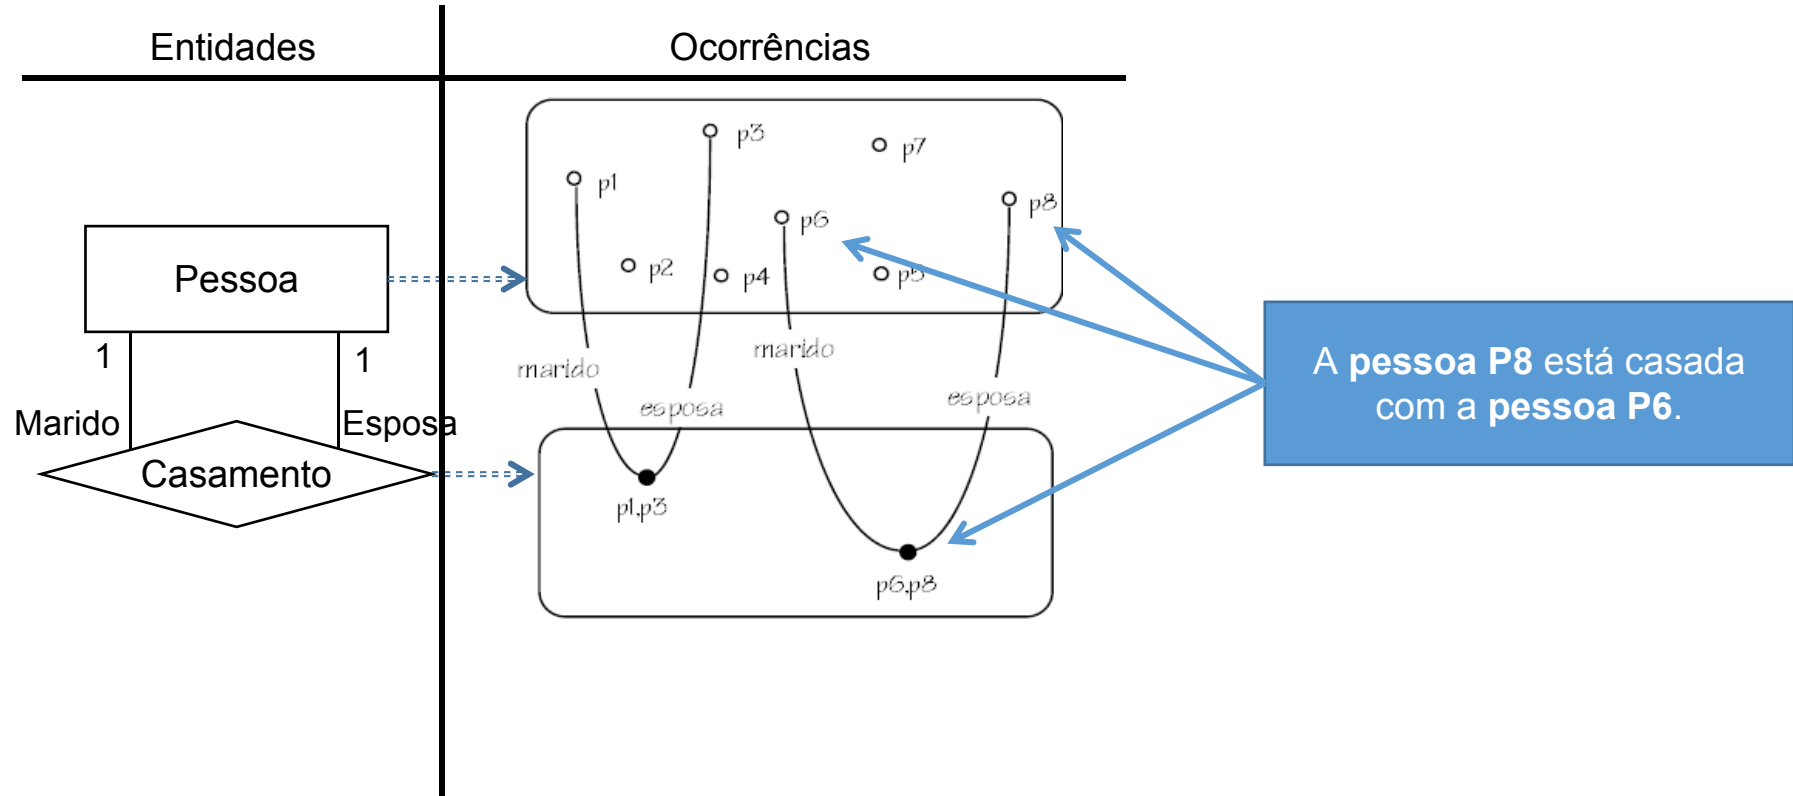 Entidades
Ocorrências
p3
p7
p1
p8
p6
p2
p4
p5
Pessoa
1
1
marido
marido
A pessoa P8 está casada
com a pessoa P6.
esposa
esposa
Marido
Esposa
Casamento
p1,p3
p6,p8